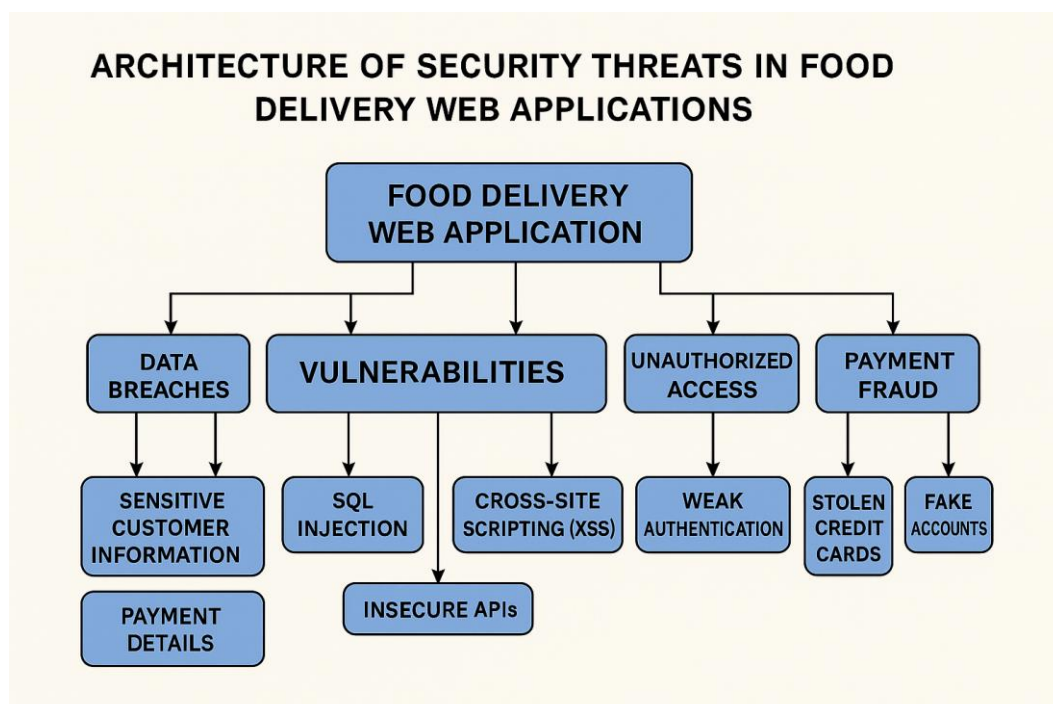 ARCHITECTURE OF SECURITY THREATS IN FOOD
DELIVERY WEB APPLICATIONS
FOOD DELIVERY
WEB APPLICATION
DATA
BREACHES
VULNERABILITIES
UNAUTHORIZED
ACCESS
PAYMENT
FRAUD
SENSITIVE
CUSTOMER
INFORMATION
SQL
INJECTION
CROSS-SITE
SCRIPTING (XSS)
WEAK
AUTHENTICATION
STOLEN
CREDIT
CARDS
FAKE
ACCOUNTS
PAYMENT
DETAILS
INSECURE APIs